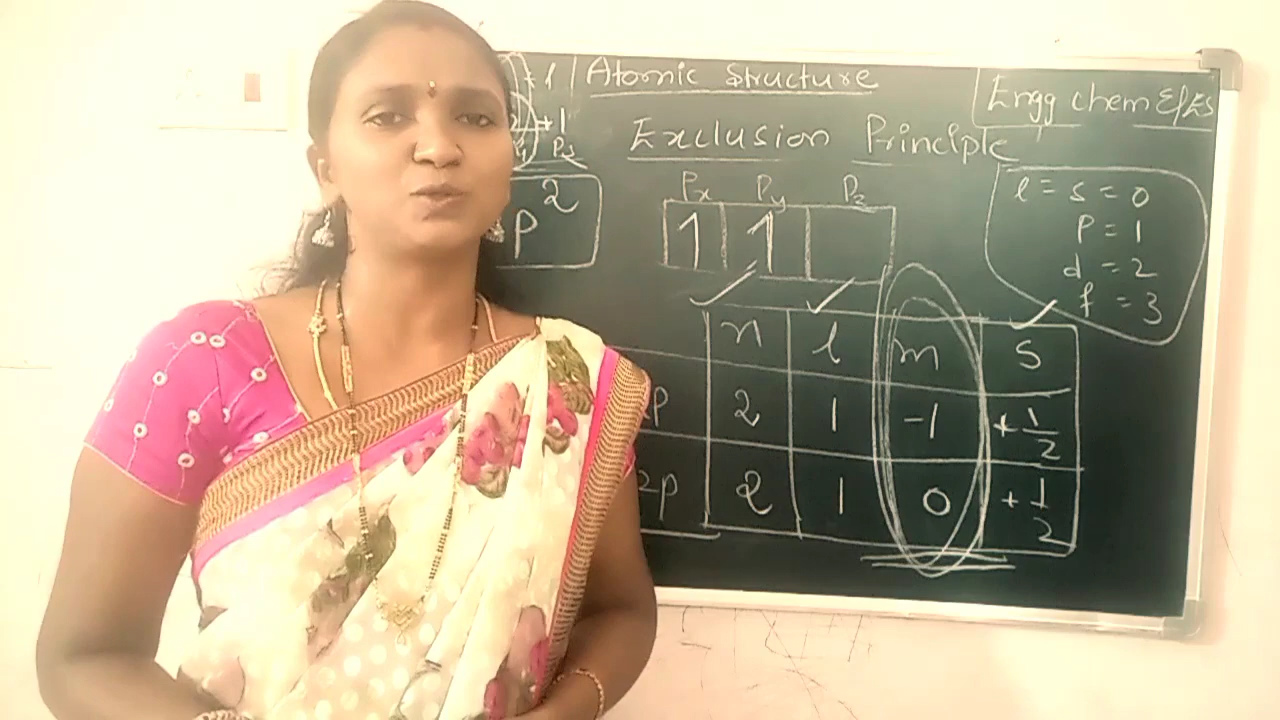 Atomic Structure
Engg chem E/ES
Exclusion Principle
Px Py Pz
1 1
p²
l = s = 0
p = 1
d = 2
f = 3
n l m s
p 2 1 -1 +1/2
2p 2 1 0 +1/2